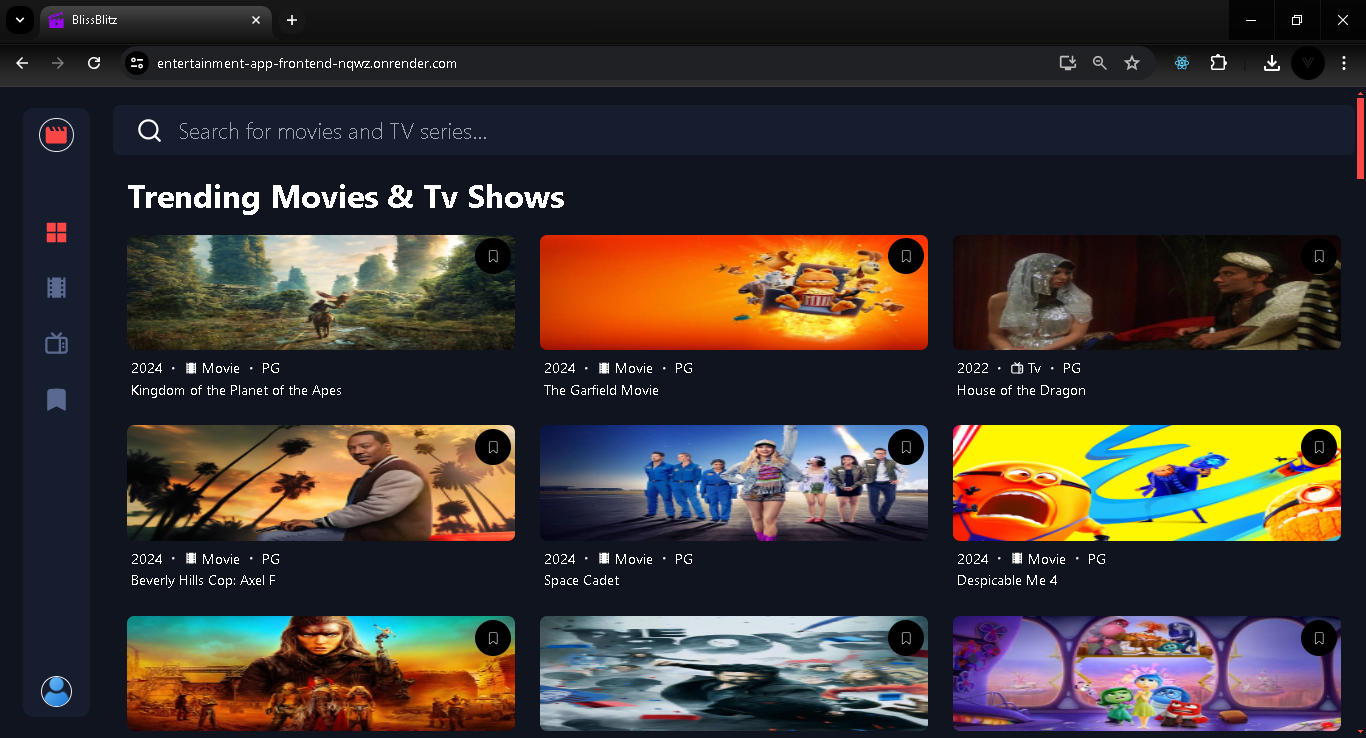 BlissBlitz
entertainment-app-frontend-nqwz.onrender.com
Search for movies and TV series...
Trending Movies & Tv Shows
2024 • Movie • PG
Kingdom of the Planet of the Apes
2024 • Movie • PG
The Garfield Movie
2022 • Tv • PG
House of the Dragon
2024 • Movie • PG
Beverly Hills Cop: Axel F
2024 • Movie • PG
Space Cadet
2024 • Movie • PG
Despicable Me 4